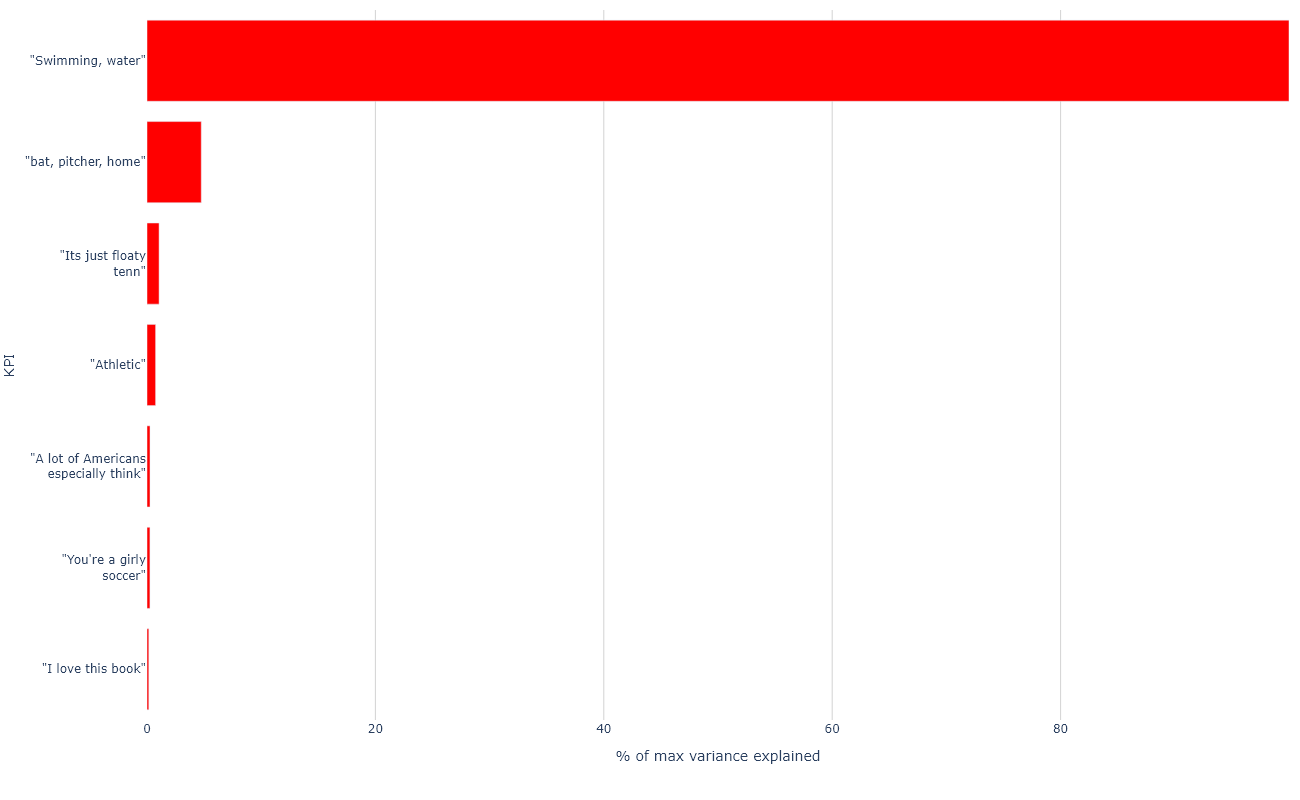 "Swimming, water"
"bat, pitcher, home"
"Its just floaty
tenn"
"Athletic"
"A lot of Americans
especially think"
"You're a girly
soccer"
"I love this book"
KPI
0 20 40 60 80
% of max variance explained